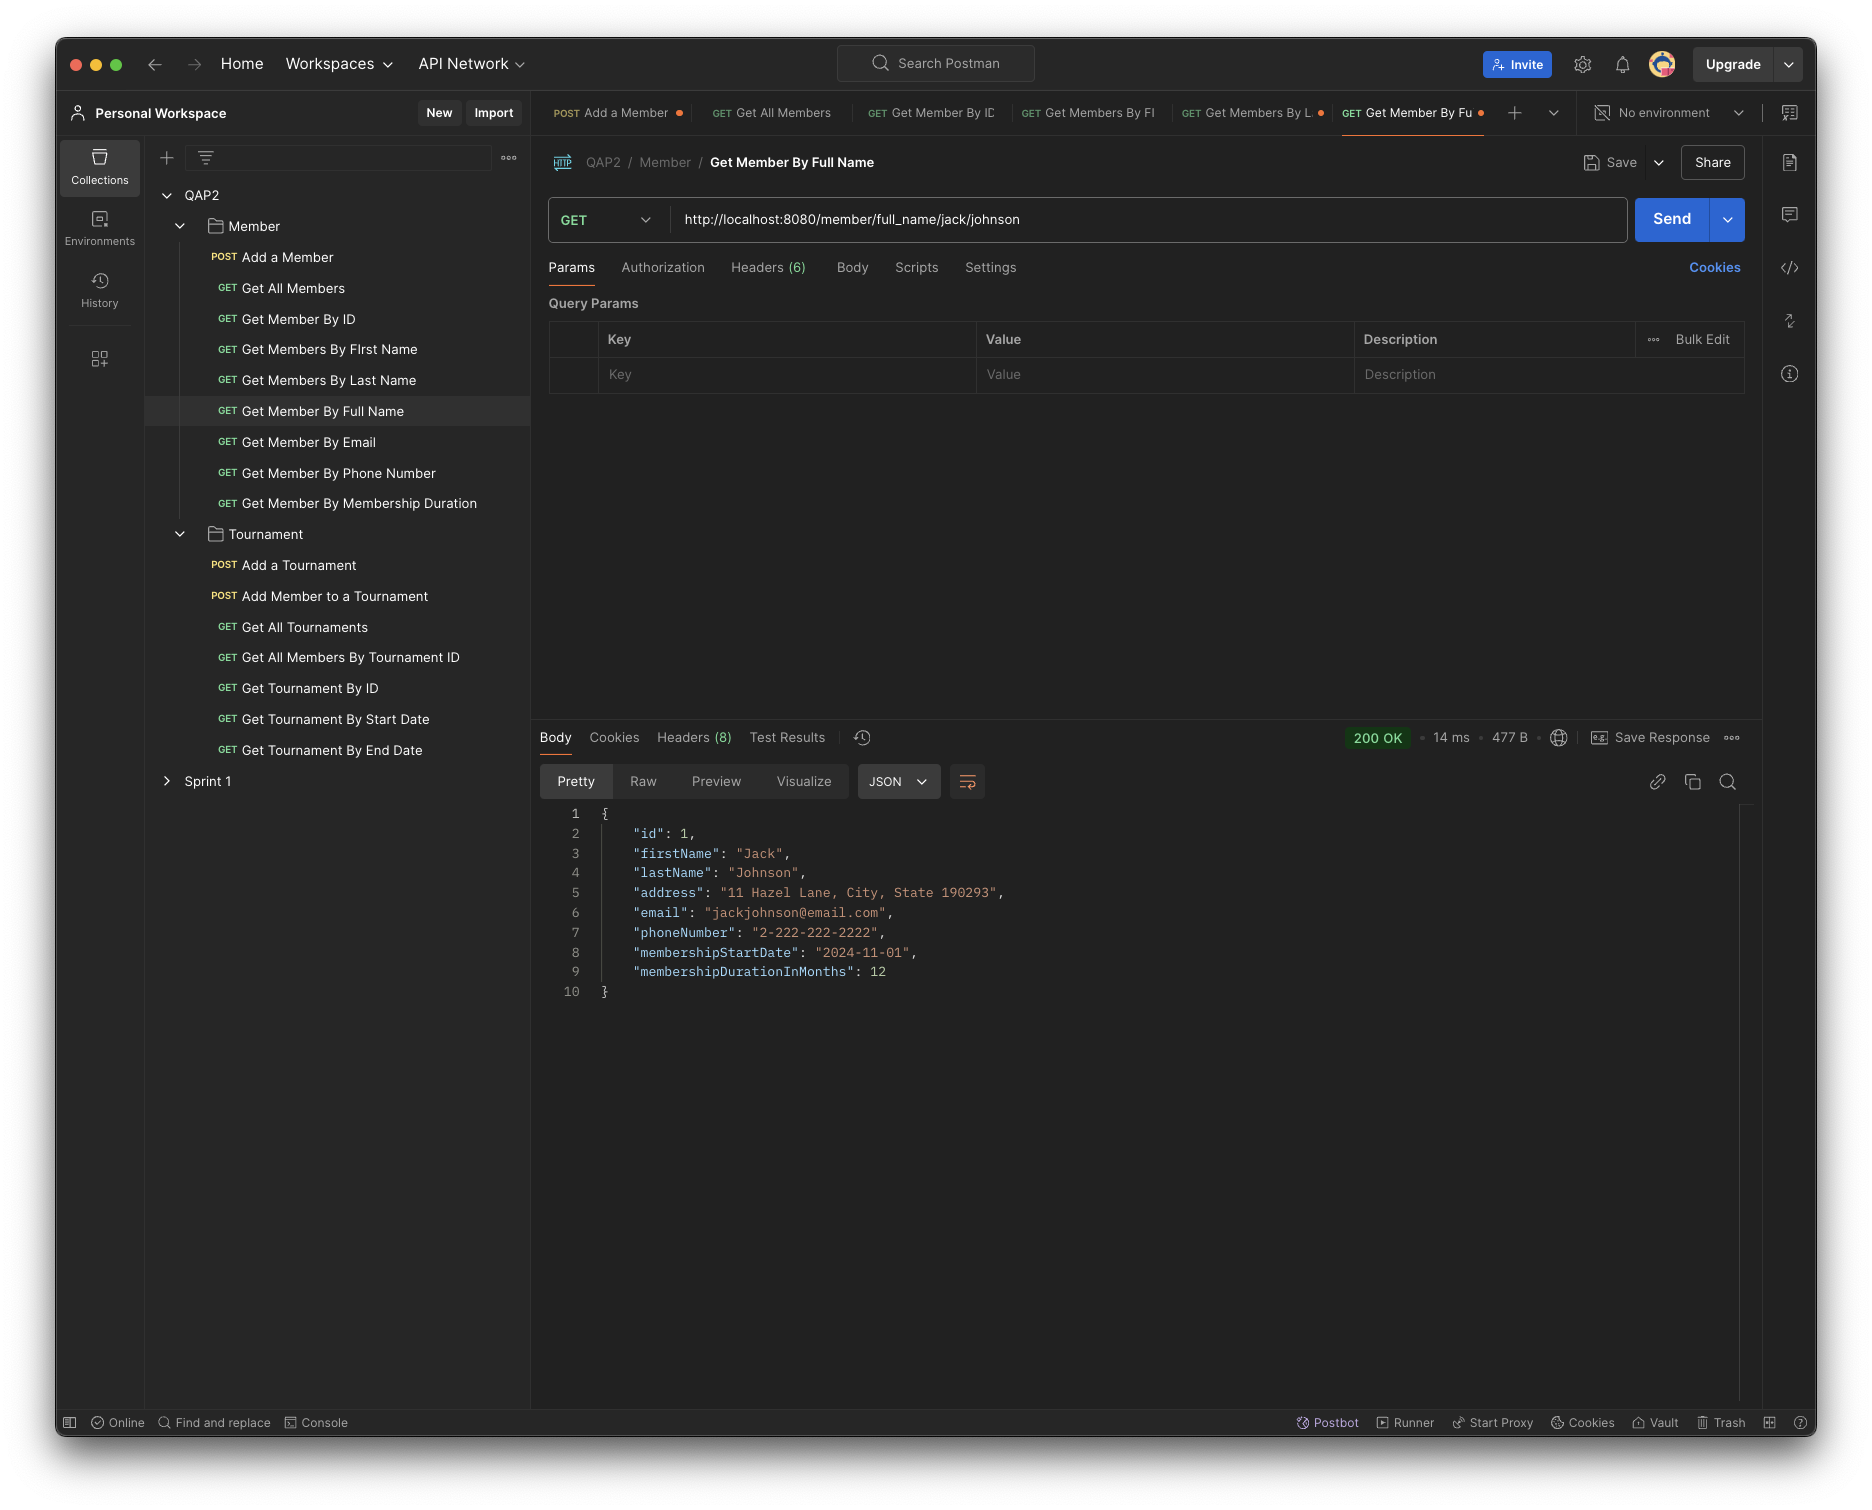 Home Workspaces API Network Search Postman Invite Upgrade
Personal Workspace New Import
POST Add a Member GET Get All Members GET Get Member By ID GET Get Members By FI GET Get Members By L. GET Get Member By Fu No environment
Collections
Environments
History
QAP2
Member
POST Add a Member
GET Get All Members
GET Get Member By ID
GET Get Members By FIrst Name
GET Get Members By Last Name
GET Get Member By Full Name
GET Get Member By Email
GET Get Member By Phone Number
GET Get Member By Membership Duration
Tournament
POST Add a Tournament
POST Add Member to a Tournament
GET Get All Tournaments
GET Get All Members By Tournament ID
GET Get Tournament By ID
GET Get Tournament By Start Date
GET Get Tournament By End Date
Sprint 1
HTTP QAP2 / Member / Get Member By Full Name Save Share
GET http://localhost:8080/member/full_name/jack/johnson Send
Params Authorization Headers (6) Body Scripts Settings Cookies
Query Params
Key Value Description Bulk Edit
Key Value Description
Body Cookies Headers (8) Test Results 200 OK 14 ms 477 B e.g. Save Response
Pretty Raw Preview Visualize JSON
1 {
2 "id": 1,
3 "firstName": "Jack",
4 "lastName": "Johnson",
5 "address": "11 Hazel Lane, City, State 190293",
6 "email": "jackjohnson@email.com",
7 "phoneNumber": "2-222-222-2222",
8 "membershipStartDate": "2024-11-01",
9 "membershipDurationInMonths": 12
10 }
Online Find and replace Console Postbot Runner Start Proxy Cookies Vault Trash